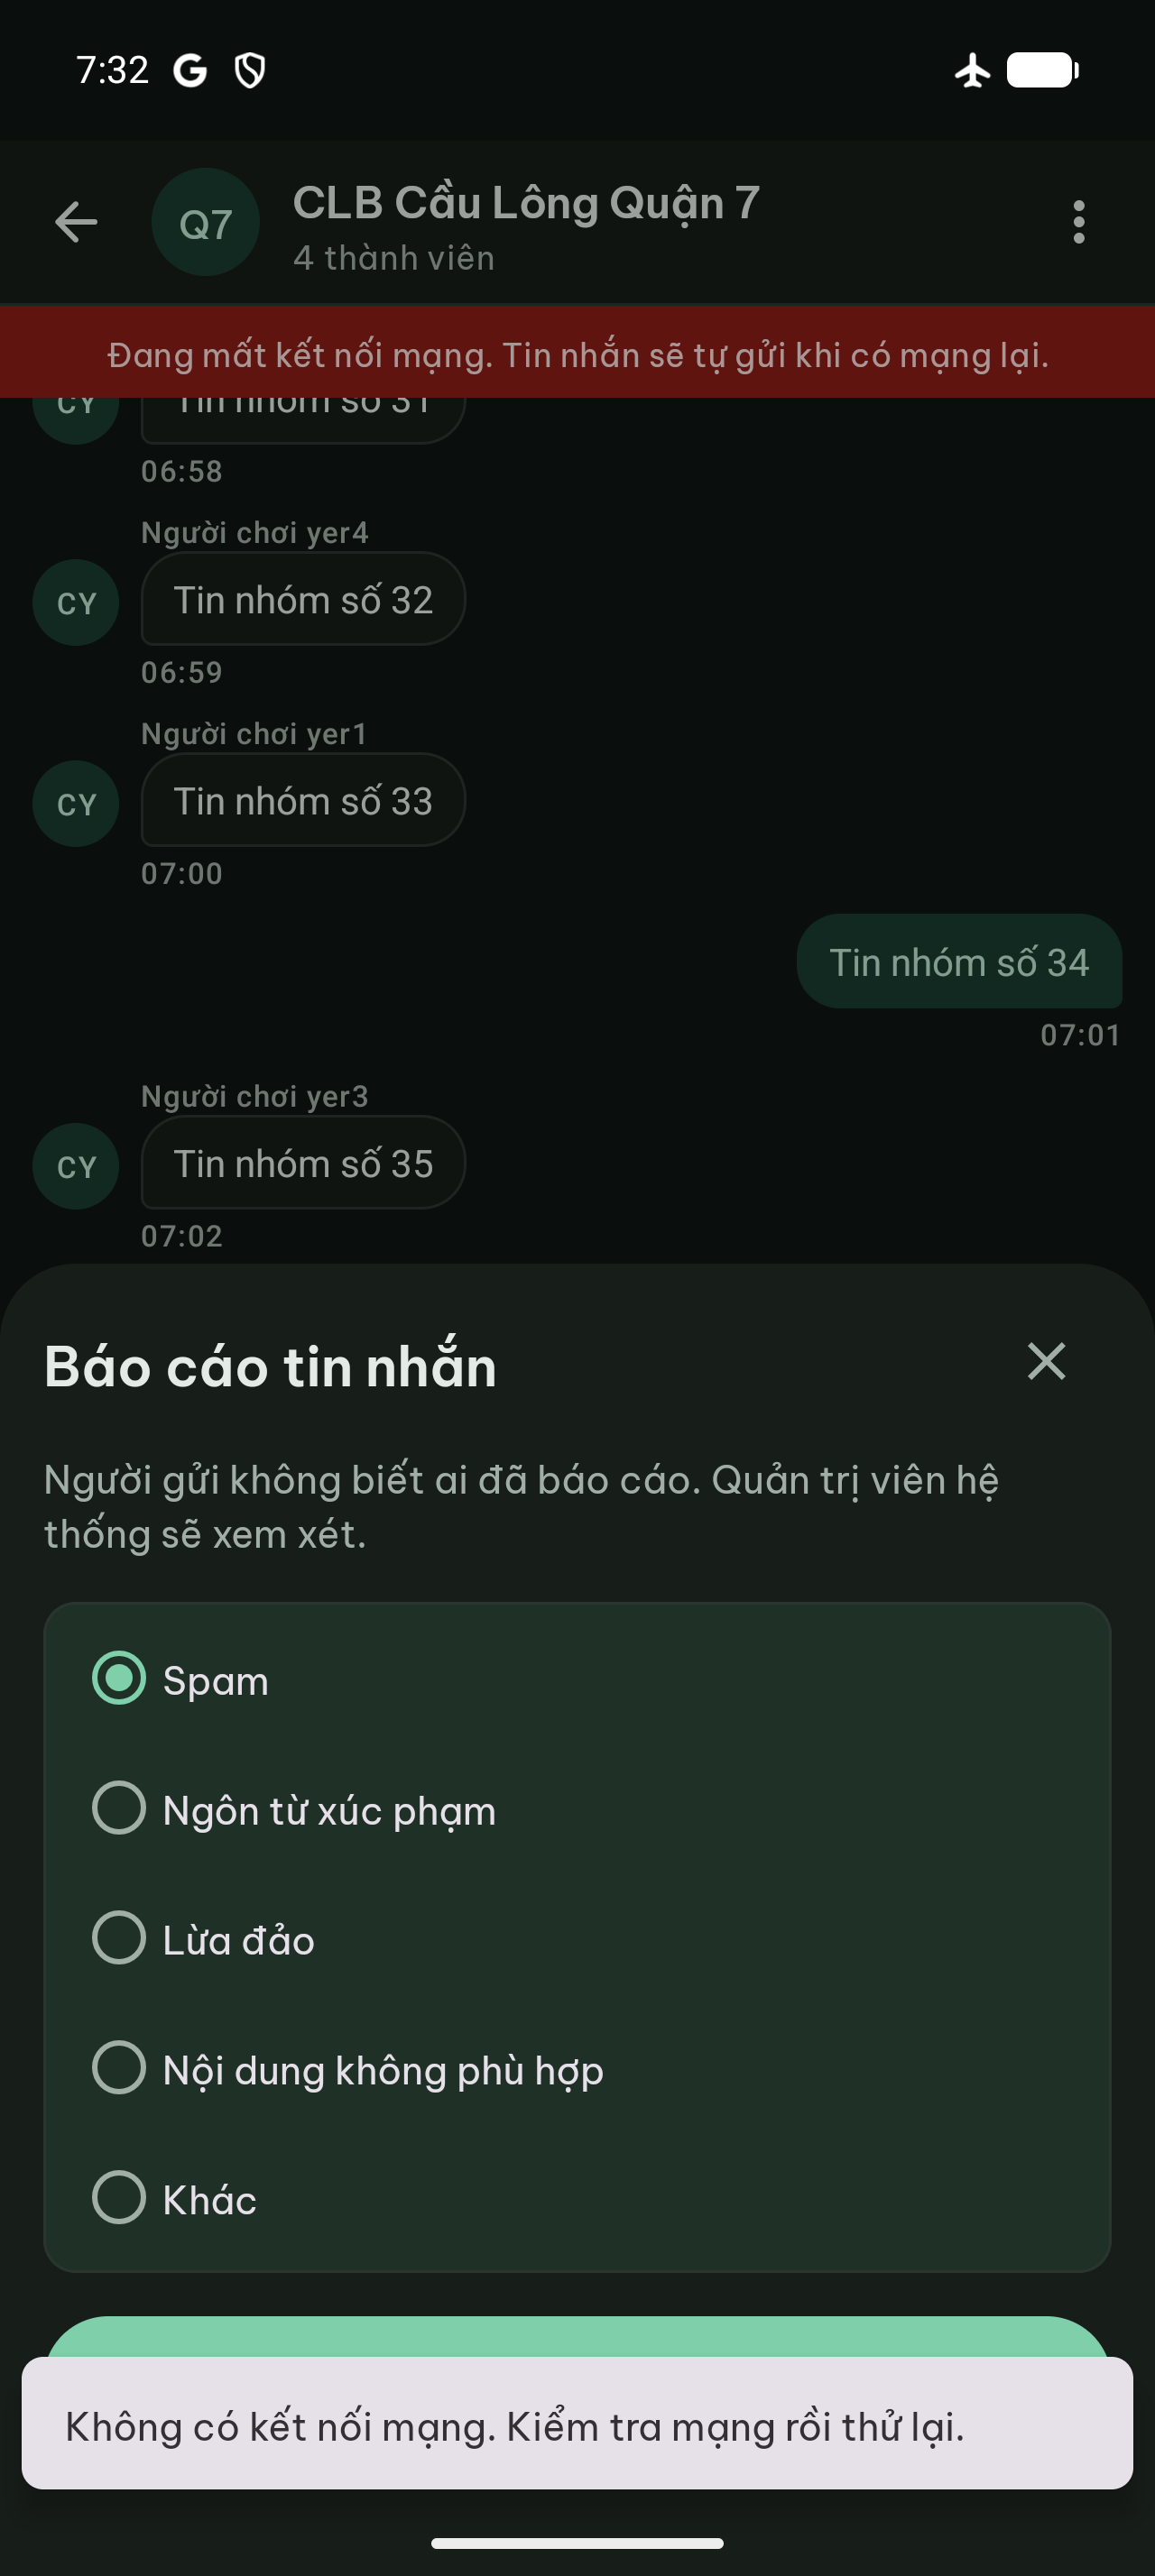 7:32
Q7
CLB Cầu Lông Quận 7
4 thành viên
Đang mất kết nối mạng. Tin nhắn sẽ tự gửi khi có mạng lại.
CY
Tin nhóm số 31
06:58
Người chơi yer4
CY
Tin nhóm số 32
06:59
Người chơi yer1
CY
Tin nhóm số 33
07:00
Tin nhóm số 34
07:01
Người chơi yer3
CY
Tin nhóm số 35
07:02
Báo cáo tin nhắn
Người gửi không biết ai đã báo cáo. Quản trị viên hệ
thống sẽ xem xét.
Spam
Ngôn từ xúc phạm
Lừa đảo
Nội dung không phù hợp
Khác
Không có kết nối mạng. Kiểm tra mạng rồi thử lại.